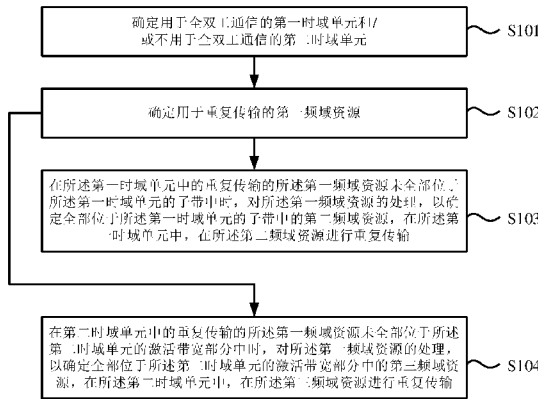 确定用于全双工通信的第一时域单元和/
或不用于全双工通信的第二时域单元
S101
确定用于重复传输的第一频域资源
S102
在所述第一时域单元中的重复传输的所述第一频域资源未全部位于
所述第一时域单元的子带中时，对所述第一频域资源的处理，以确
定全部位于所述第一时域单元的子带中的第二频域资源，在所述第
一时域单元中，在所述第二频域资源进行重复传输
S103
在第二时域单元中的重复传输的所述第一频域资源未全部位于所述
第二时域单元的激活带宽部分中时，对所述第一频域资源的处理，
以确定全部位于所述第二时域单元的激活带宽部分中的第三频域资
源，在所述第二时域单元中，在所述第三频域资源进行重复传输
S104